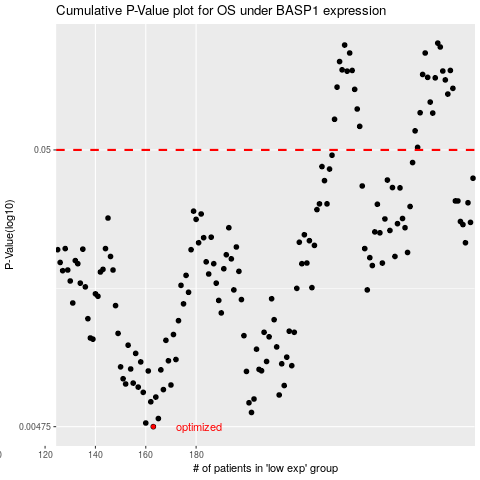 Cumulative P-Value plot for OS under BASP1 expression
P-Value(log10)
0.05
0.00475
optimized
0 120 140 160 180
# of patients in 'low exp' group